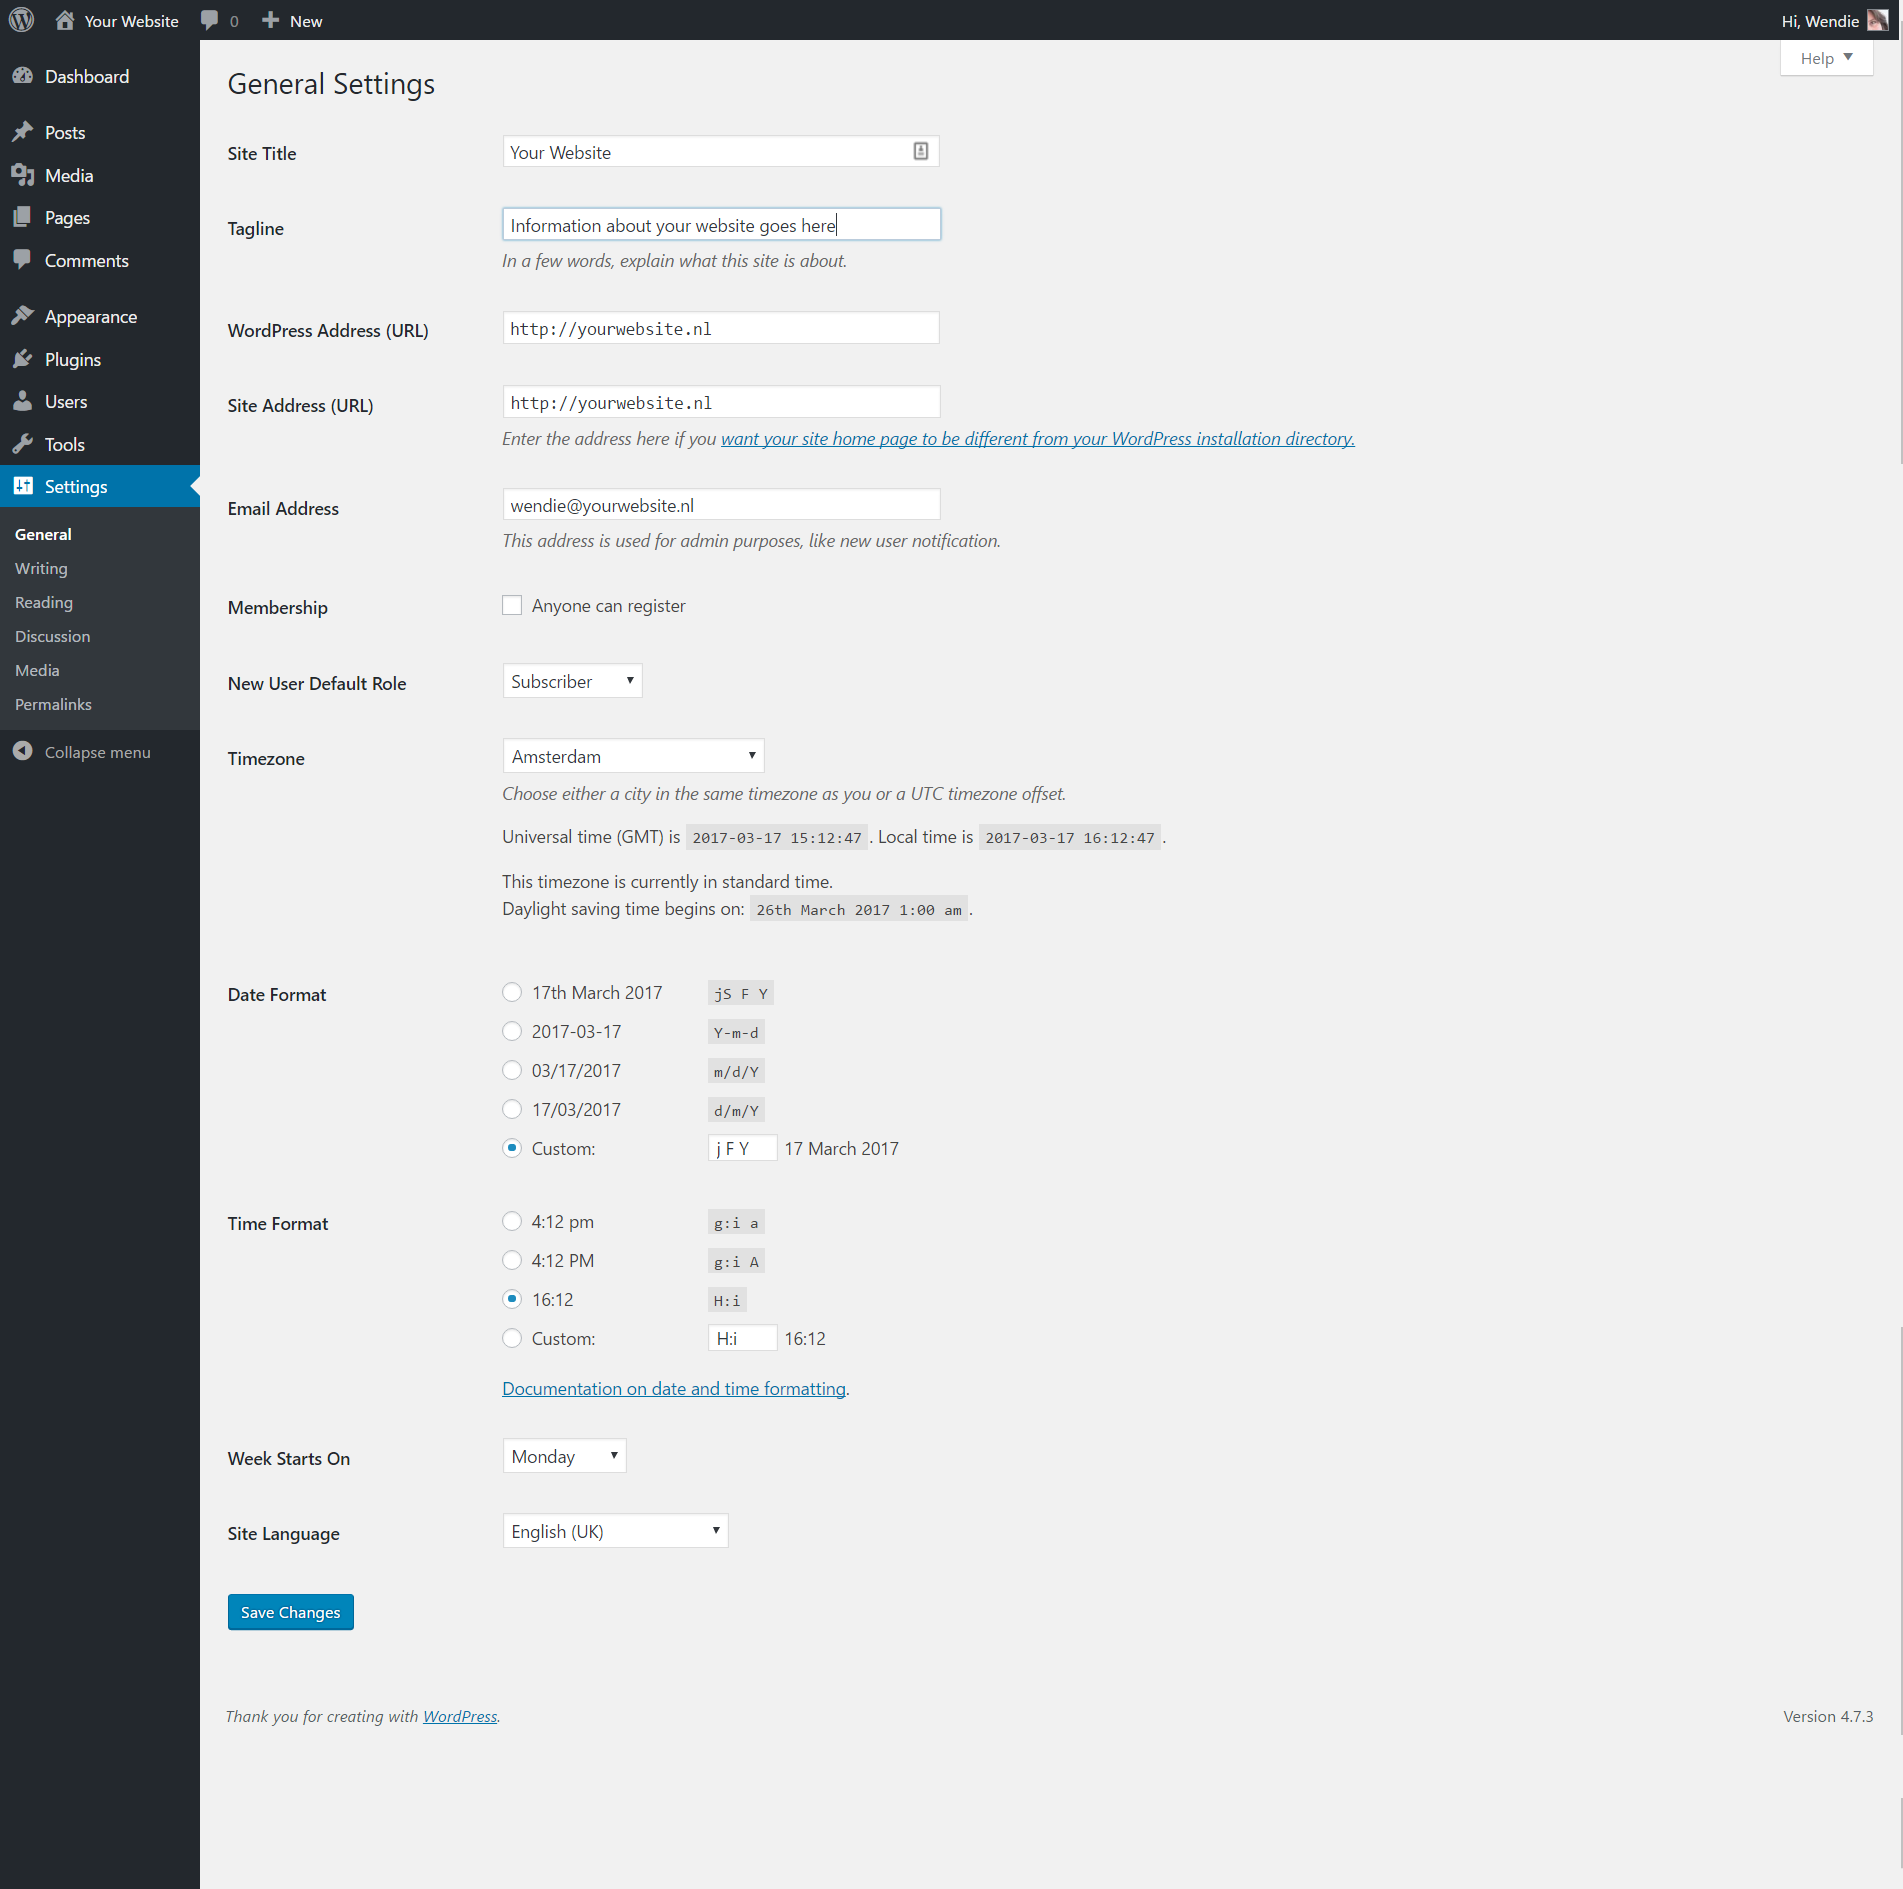 Your Website 0 New Hi, Wendie
Help
Dashboard
Posts
Media
Pages
Comments
Appearance
Plugins
Users
Tools
Settings
General
Writing
Reading
Discussion
Media
Permalinks
Collapse menu
General Settings
Site Title Your Website
Tagline Information about your website goes here
In a few words, explain what this site is about.
WordPress Address (URL) http://yourwebsite.nl
Site Address (URL) http://yourwebsite.nl
Enter the address here if you want your site home page to be different from your WordPress installation directory.
Email Address wendie@yourwebsite.nl
This address is used for admin purposes, like new user notification.
Membership Anyone can register
New User Default Role Subscriber
Timezone Amsterdam
Choose either a city in the same timezone as you or a UTC timezone offset.
Universal time (GMT) is 2017-03-17 15:12:47 . Local time is 2017-03-17 16:12:47 .
This timezone is currently in standard time.
Daylight saving time begins on: 26th March 2017 1:00 am .
Date Format 17th March 2017 jS F Y
2017-03-17 Y-m-d
03/17/2017 m/d/Y
17/03/2017 d/m/Y
Custom: j F Y 17 March 2017
Time Format 4:12 pm g:i a
4:12 PM g:i A
16:12 H:i
Custom: H:i 16:12
Documentation on date and time formatting.
Week Starts On Monday
Site Language English (UK)
Save Changes
Thank you for creating with WordPress. Version 4.7.3